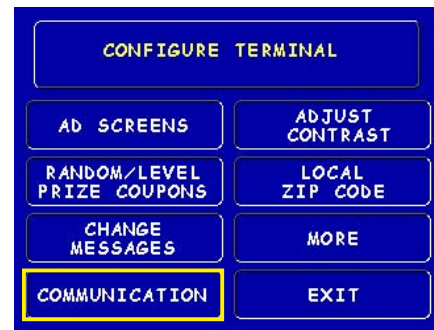 CONFIGURE TERMINAL
AD SCREENS
ADJUST
CONTRAST
RANDOM/LEVEL
PRIZE COUPONS
LOCAL
ZIP CODE
CHANGE
MESSAGES
MORE
COMMUNICATION
EXIT